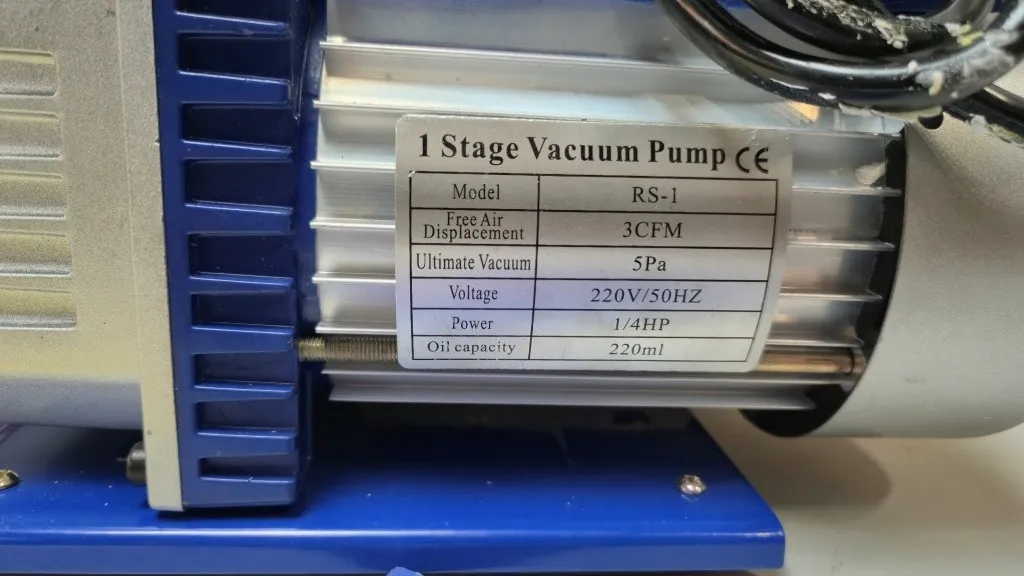 1 Stage Vacuum Pump CE
Model RS-1
Free Air
Displacement 3CFM
Ultimate Vacuum 5Pa
Voltage 220V/50HZ
Power 1/4HP
Oil capacity 220ml